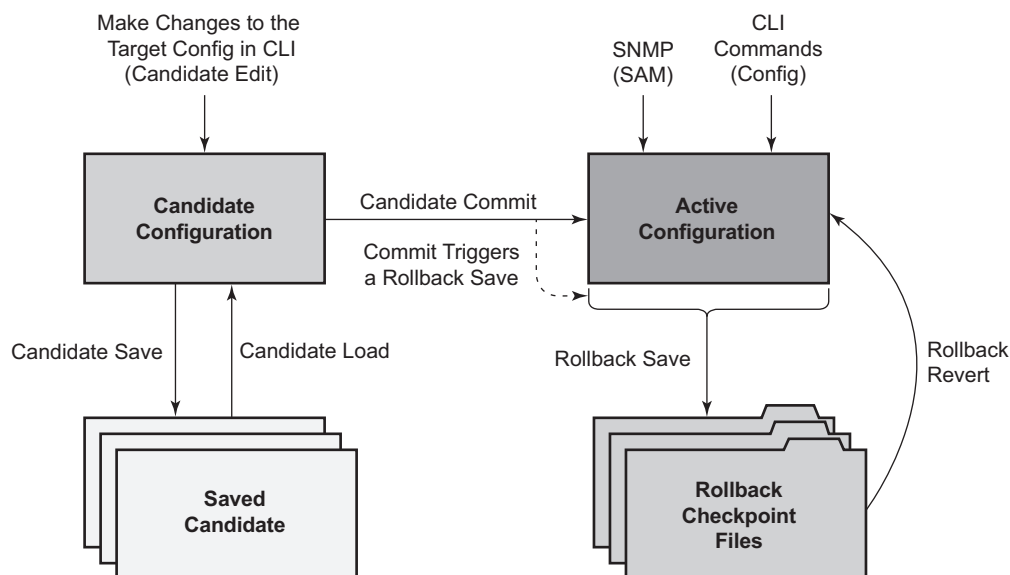 Make Changes to the
Target Config in CLI
(Candidate Edit)
SNMP
(SAM)
CLI
Commands
(Config)
Candidate
Configuration
Candidate Commit
Commit Triggers
a Rollback Save
Active
Configuration
Candidate Save
Candidate Load
Rollback Save
Rollback
Revert
Saved
Candidate
Rollback
Checkpoint
Files